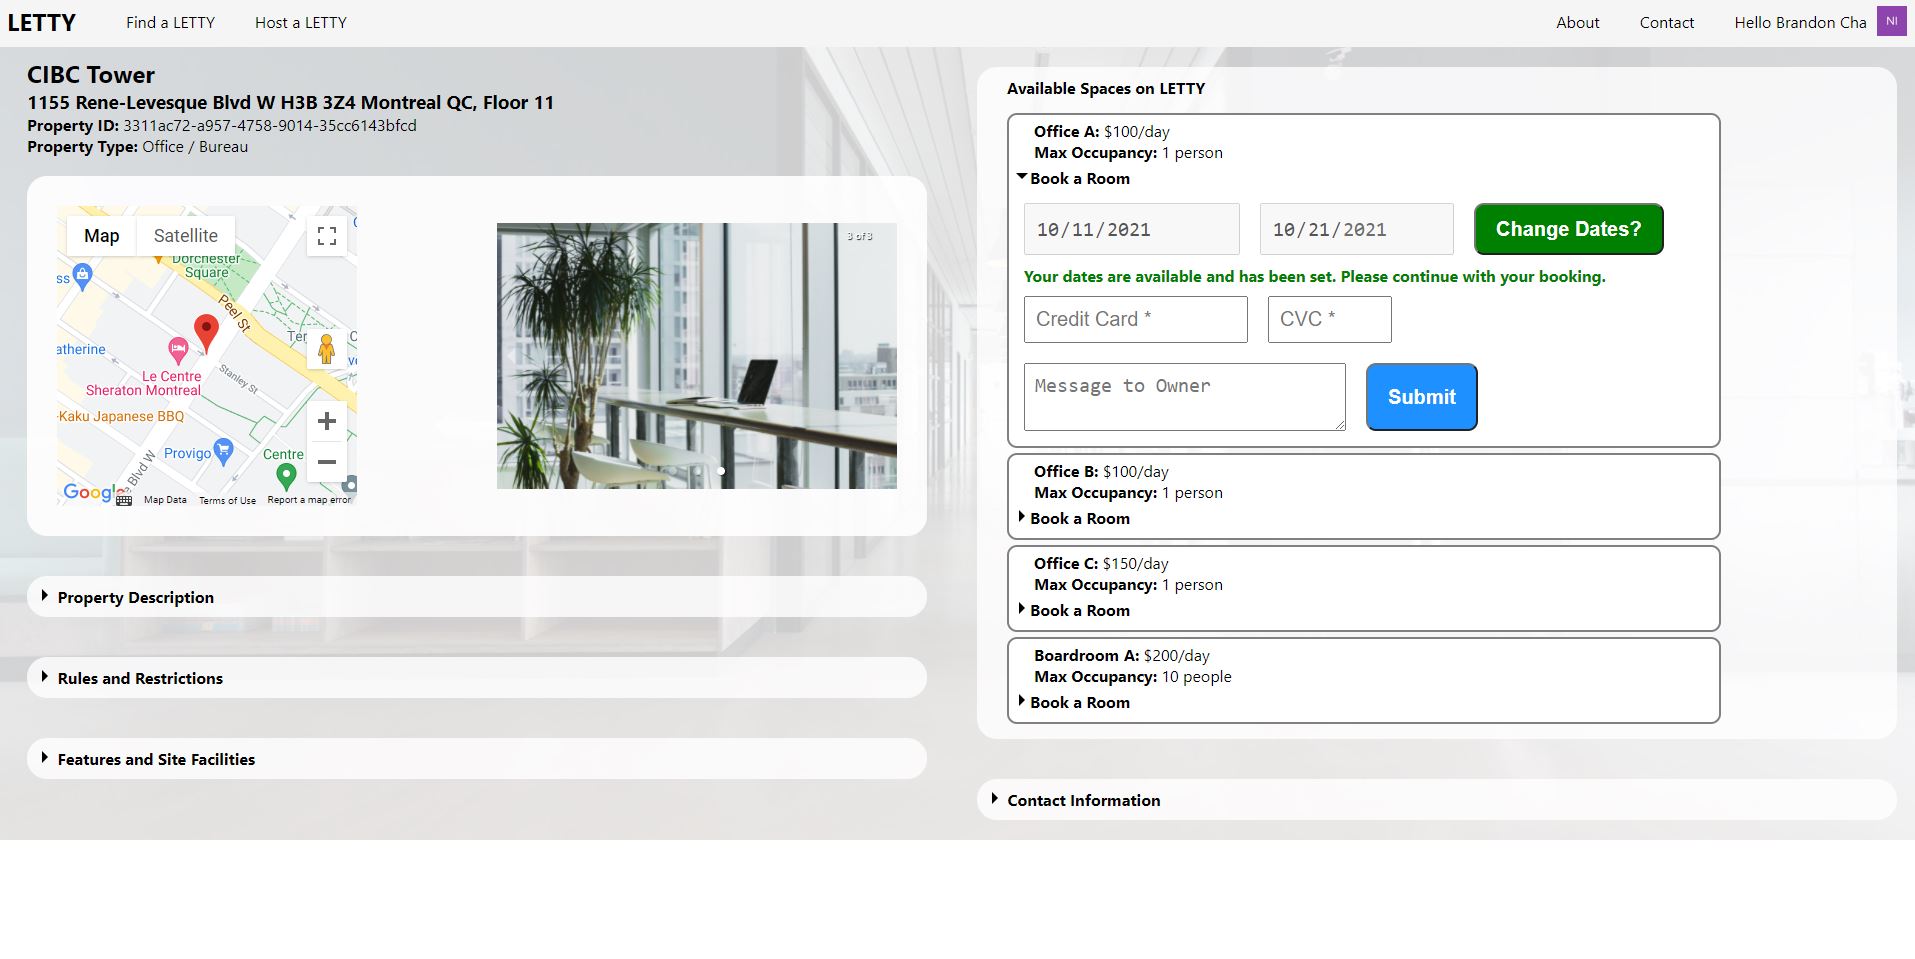 LETTY
Find a LETTY
Host a LETTY
About
Contact
Hello Brandon Cha
NI
CIBC Tower
1155 Rene-Levesque Blvd W H3B 3Z4 Montreal QC, Floor 11
Property ID: 3311ac72-a957-4758-9014-35cc6143bfcd
Property Type: Office / Bureau
Map
Satellite
Dorchester
Square
ss
Peel St
atherine
Le Centre
Sheraton Montreal
Stanley St
-Kaku Japanese BBQ
Provigo
Blvd W
Centre
Google
Map Data
Terms of Use
Report a map error
3 of 3
Property Description
Rules and Restrictions
Features and Site Facilities
Available Spaces on LETTY
Office A: $100/day
Max Occupancy: 1 person
Book a Room
10/11/2021
10/21/2021
Change Dates?
Your dates are available and has been set. Please continue with your booking.
Credit Card *
CVC *
Message to Owner
Submit
Office B: $100/day
Max Occupancy: 1 person
Book a Room
Office C: $150/day
Max Occupancy: 1 person
Book a Room
Boardroom A: $200/day
Max Occupancy: 10 people
Book a Room
Contact Information